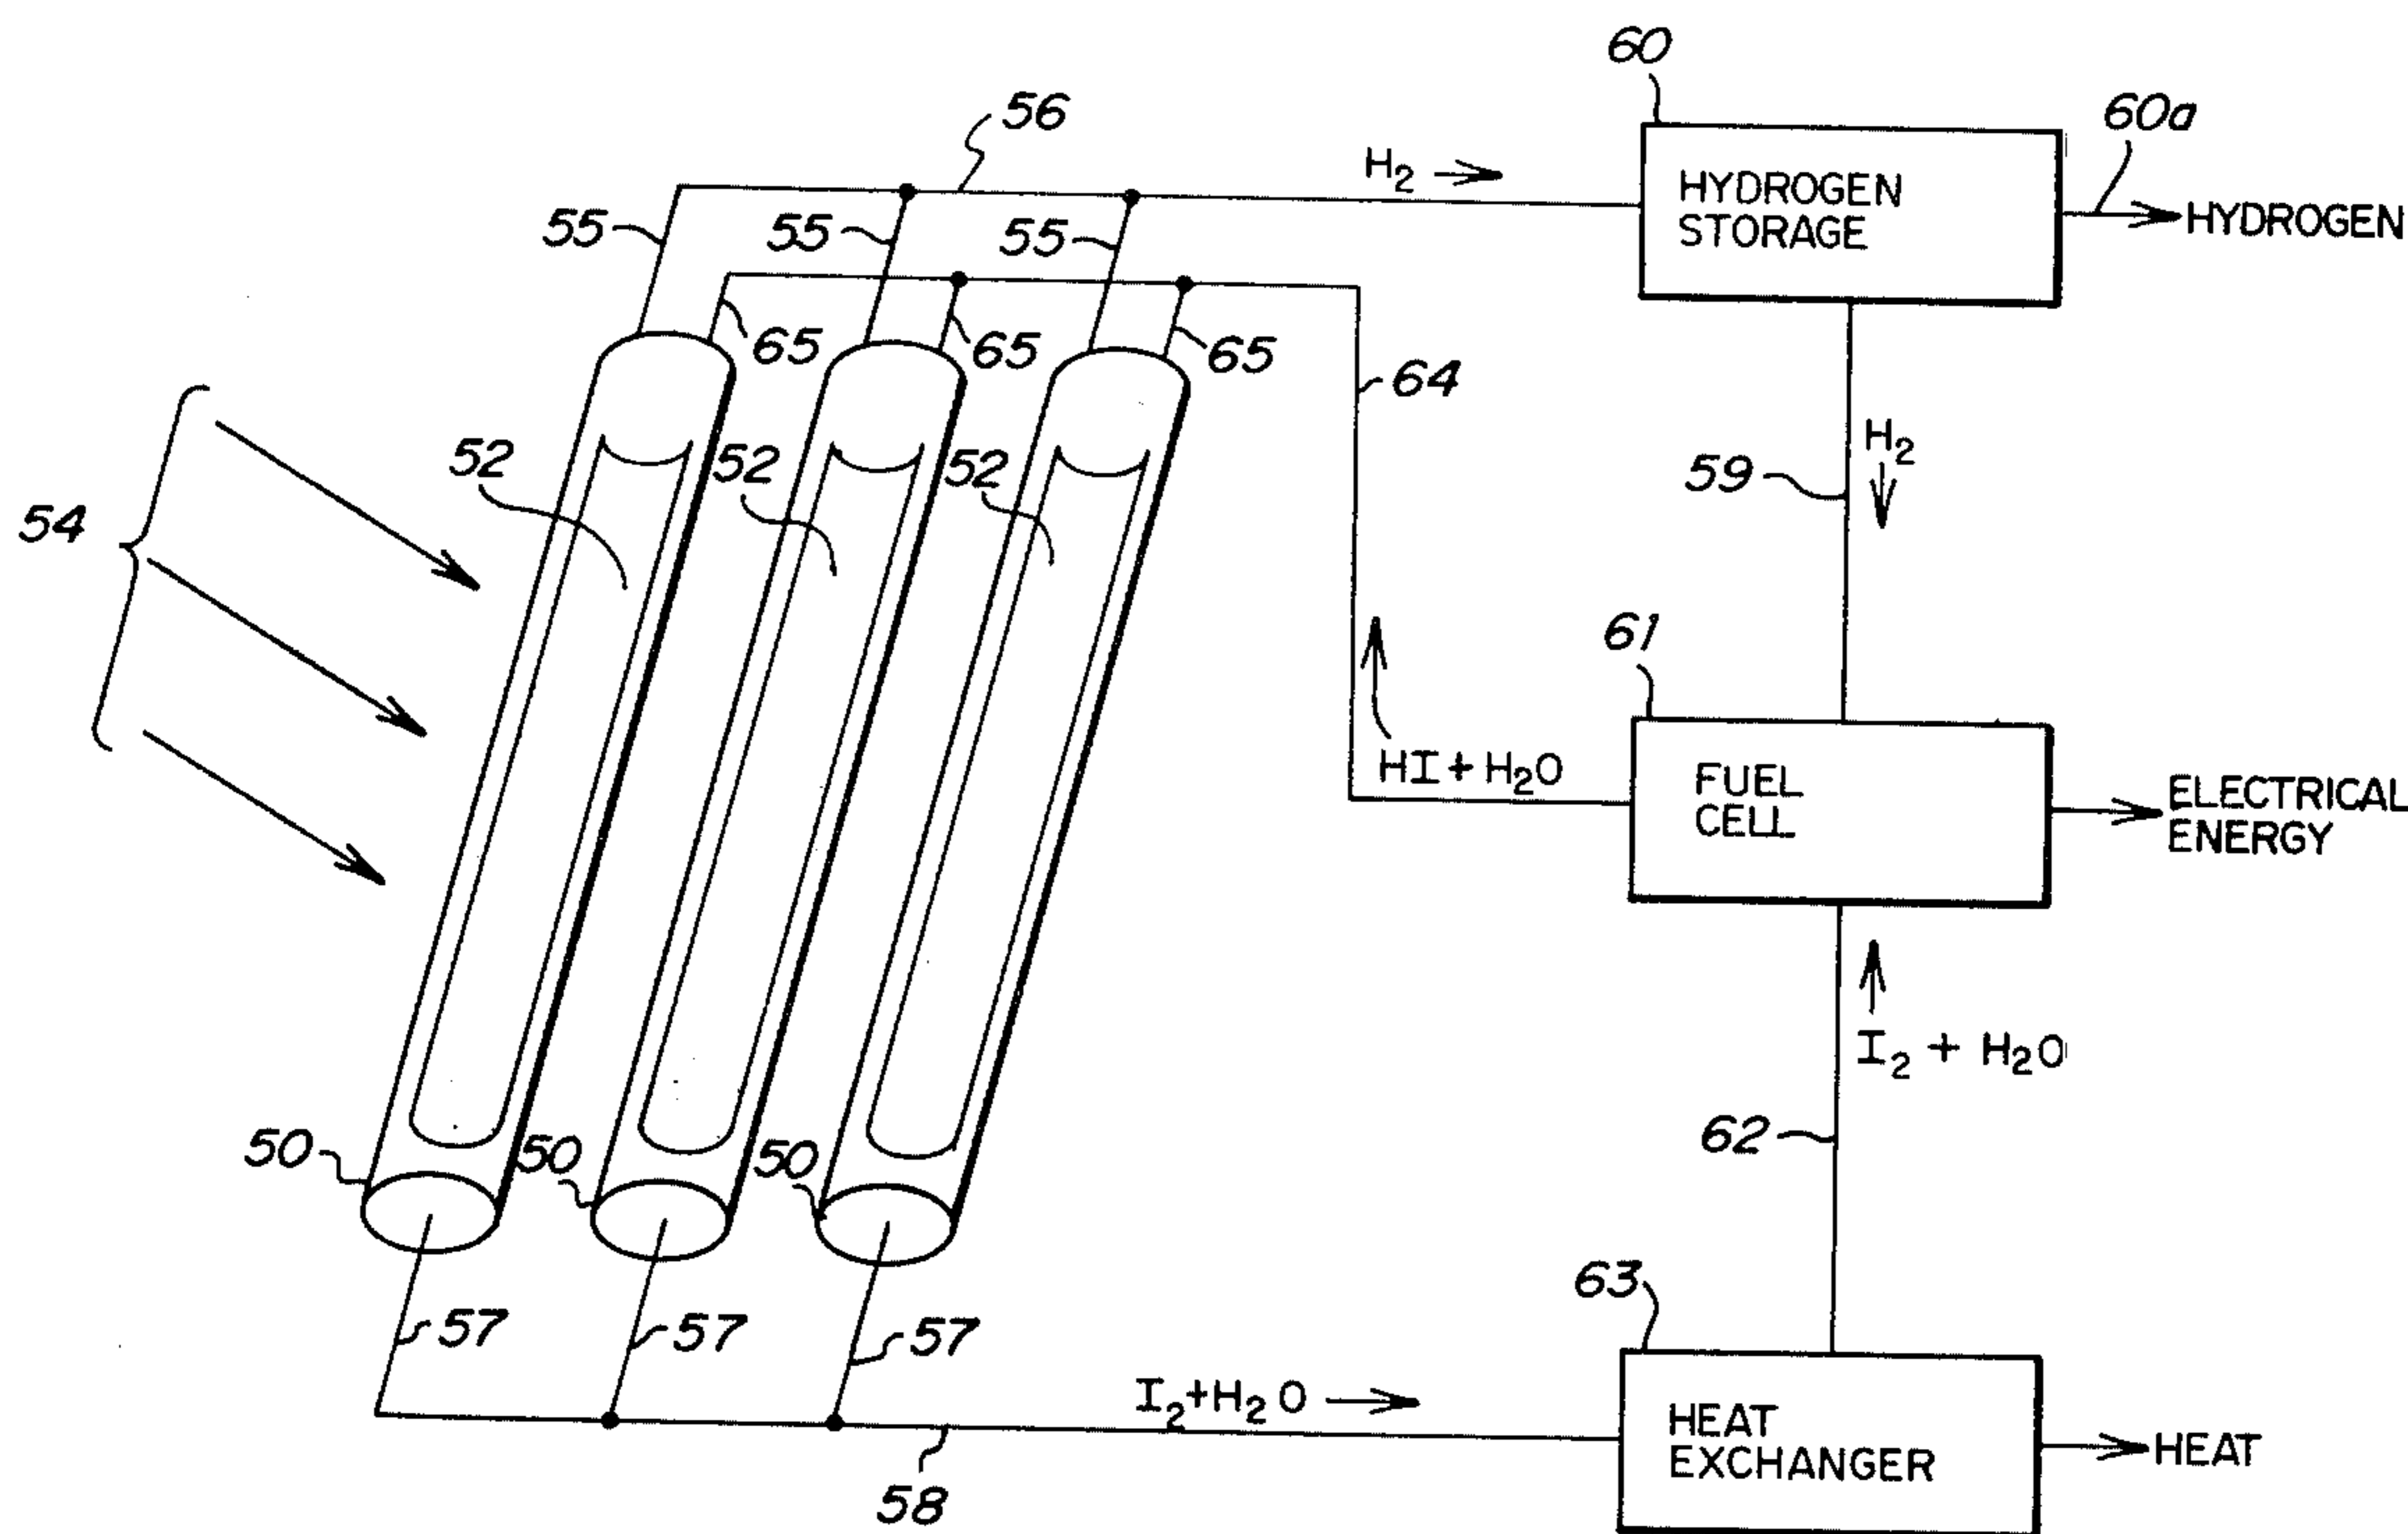 60
56
60a
H2
HYDROGEN
STORAGE
HYDROGEN
55
55
55
65
65
65
64
52
52
52
54
H2
59
61
HI + H2O
FUEL
CELL
ELECTRICAL
ENERGY
I2 + H2O
62
50
50
50
63
57
57
57
I2+H2O
HEAT
EXCHANGER
HEAT
58